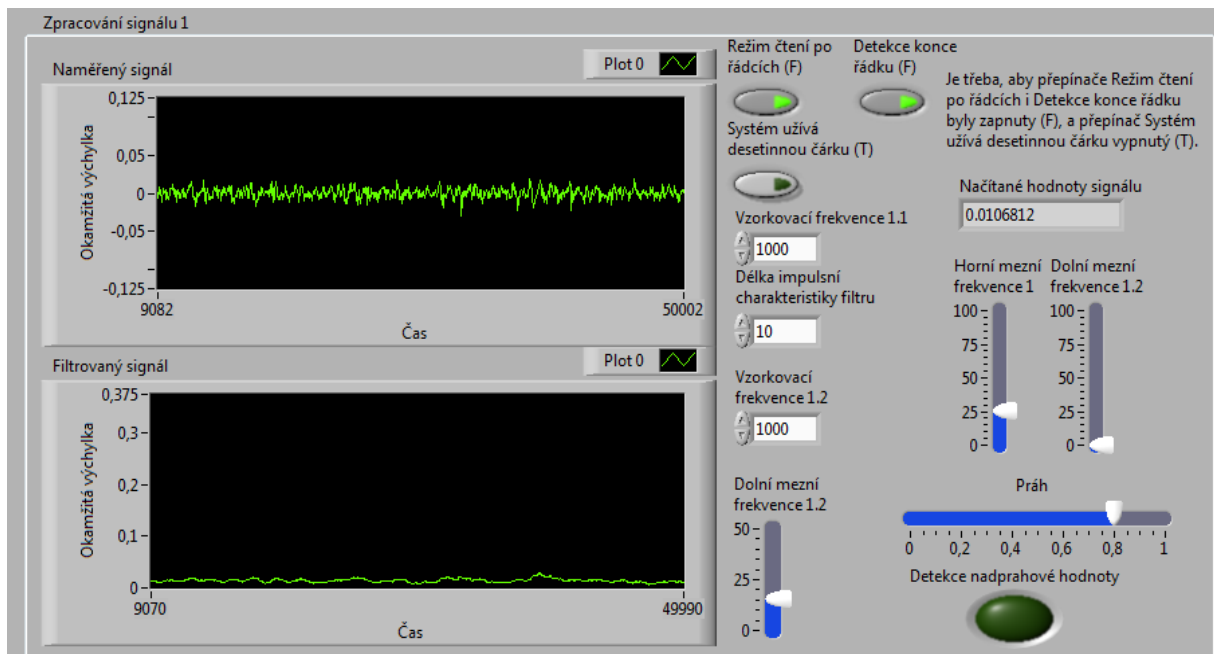 Zpracování signálu 1
Naměřený signál
Plot 0
0,125
0,05
0
-0,05
-0,125
Okamžitá výchylka
9082
50002
Čas
Filtrovaný signál
Plot 0
0,375
0,3
0,2
0,1
0
Okamžitá výchylka
9070
49990
Čas
Režim čtení po
řádcích (F)
Detekce konce
řádku (F)
Je třeba, aby přepínače Režim čtení
po řádcích i Detekce konce řádku
byly zapnuty (F), a přepínač Systém
užívá desetinnou čárku vypnutý (T).
Systém užívá
desetinnou čárku (T)
Načítané hodnoty signálu
0.0106812
Vzorkovací frekvence 1.1
1000
Délka impulsní
charakteristiky filtru
10
Vzorkovací
frekvence 1.2
1000
Horní mezní
frekvence 1
100
75
50
25
0
Dolní mezní
frekvence 1.2
100
75
50
25
0
Dolní mezní
frekvence 1.2
50
25
0
Práh
0 0,2 0,4 0,6 0,8 1
Detekce nadprahové hodnoty